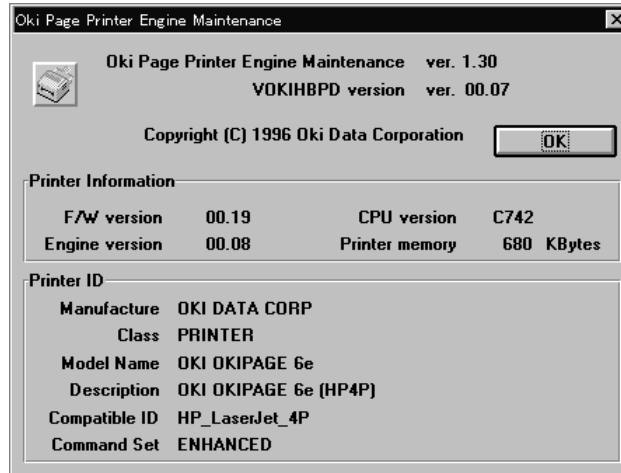 Oki Page Printer Engine Maintenance
Oki Page Printer Engine Maintenance ver. 1.30
VOKIHBPD version ver. 00.07
Copyright (C) 1996 Oki Data Corporation
OK
Printer Information
F/W version 00.19 CPU version C742
Engine version 00.08 Printer memory 680 KBytes
Printer ID
Manufacture OKI DATA CORP
Class PRINTER
Model Name OKI OKIPAGE 6e
Description OKI OKIPAGE 6e (HP4P)
Compatible ID HP_LaserJet_4P
Command Set ENHANCED